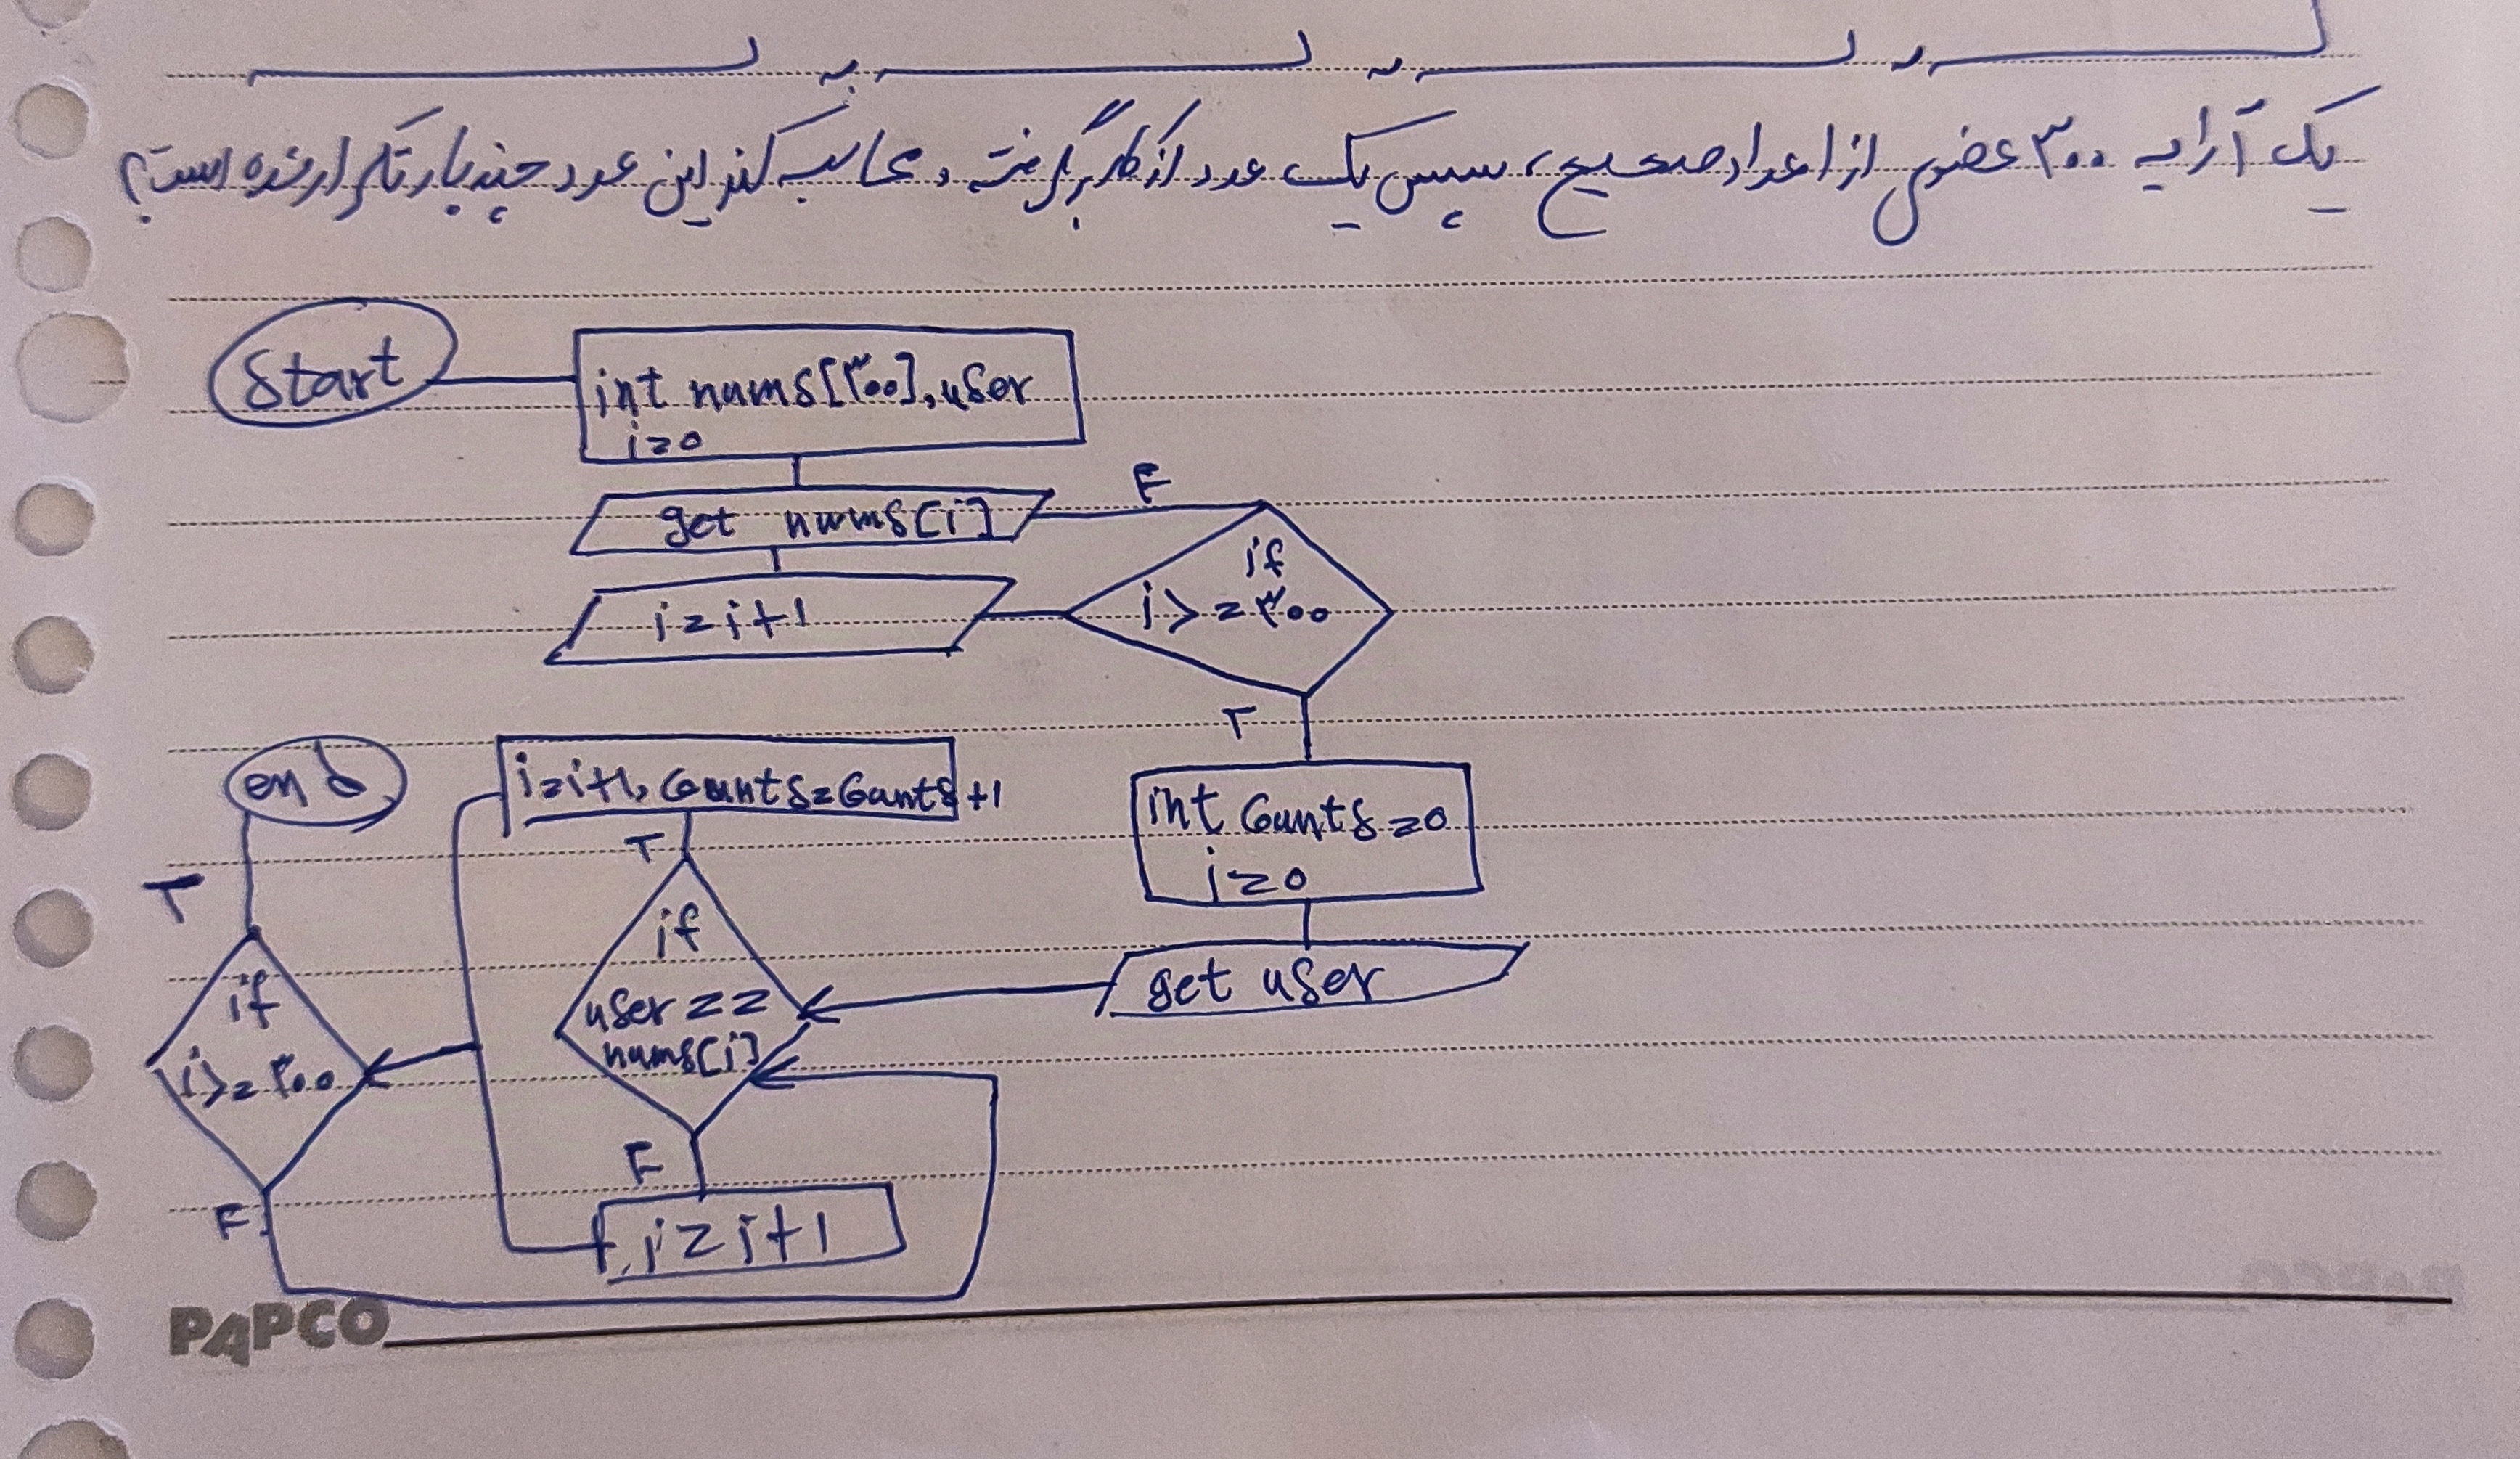 یک آرایه ۳۰۰ عضوی از اعداد صحیح، سپس یک عدد از کاربر گرفته و محاسبه کند این عدد چند بار تکرار شده است؟
Start
int nums[۳۰۰], user
i=0
get nums[i]
F
i=i+1
if
i>=۳۰۰
T
int Counts=0
i=0
get user
if
user==
nums[i]
T
i=i+1, Counts=Counts+1
F
i=i+1
if
i>=۳۰۰
T
end
F
PAPCO